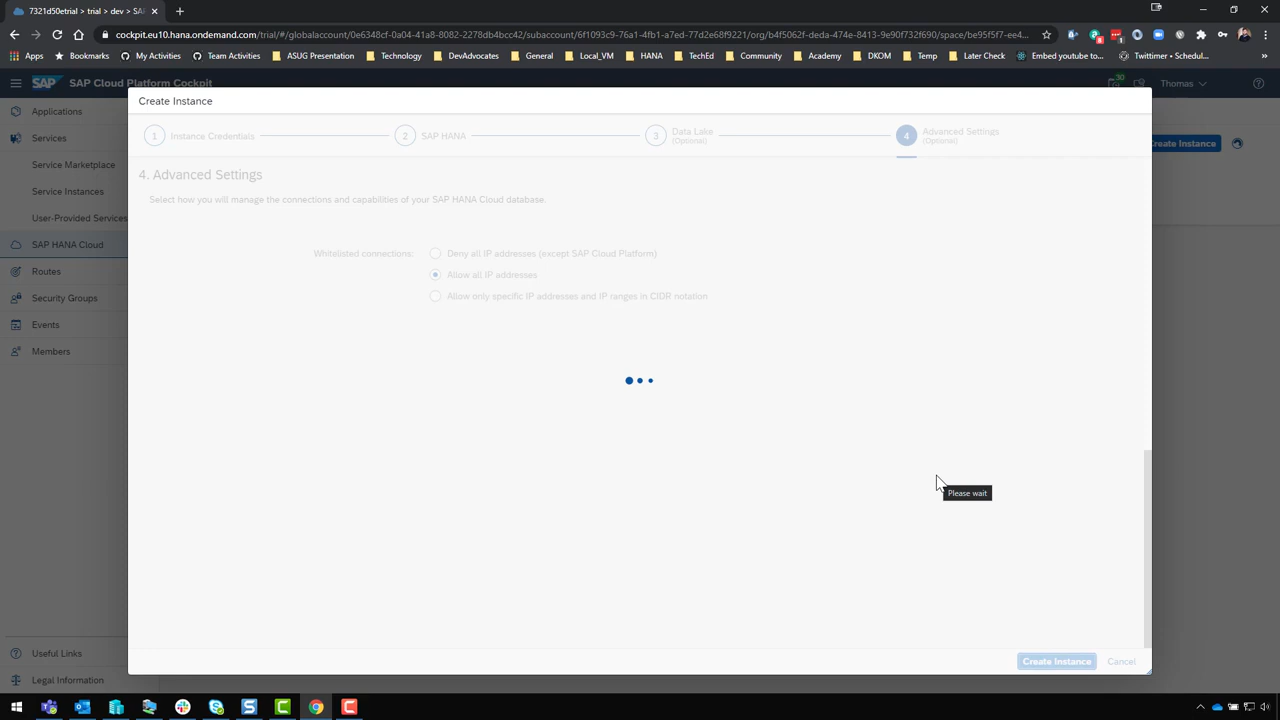 7321d50etrial > dev > SAF
cockpit.eu10.hana.ondemand.com/trial/#/globalaccount/0e6348cf-0a04-41a8-8082-2278db4bcc42/subaccount/6f1093c9-76a1-4fb1-a7ed-77d2e68f9221/org/b4f5062f-deda-474e-8413-9e90f732f690/space/be95f5f7-ee4...
Apps
Bookmarks
My Activities
Team Activities
ASUG Presentation
Technology
DevAdvocates
General
Local_VM
HANA
TechEd
Community
Academy
DKOM
Temp
Later Check
Embed youtube to...
Twittimer • Schedul...
SAP
SAP Cloud Platform Cockpit
Thomas
Create Instance
1
Instance Credentials
2
SAP HANA
3
Data Lake
(Optional)
4
Advanced Settings
(Optional)
Create Instance
Applications
Services
Service Marketplace
Service Instances
User-Provided Services
SAP HANA Cloud
Routes
Security Groups
Events
Members
Useful Links
Legal Information
4. Advanced Settings
Select how you will manage the connections and capabilities of your SAP HANA Cloud database.
Whitelisted connections:
Deny all IP addresses (except SAP Cloud Platform)
Allow all IP addresses
Allow only specific IP addresses and IP ranges in CIDR notation
Please wait
Create Instance
Cancel